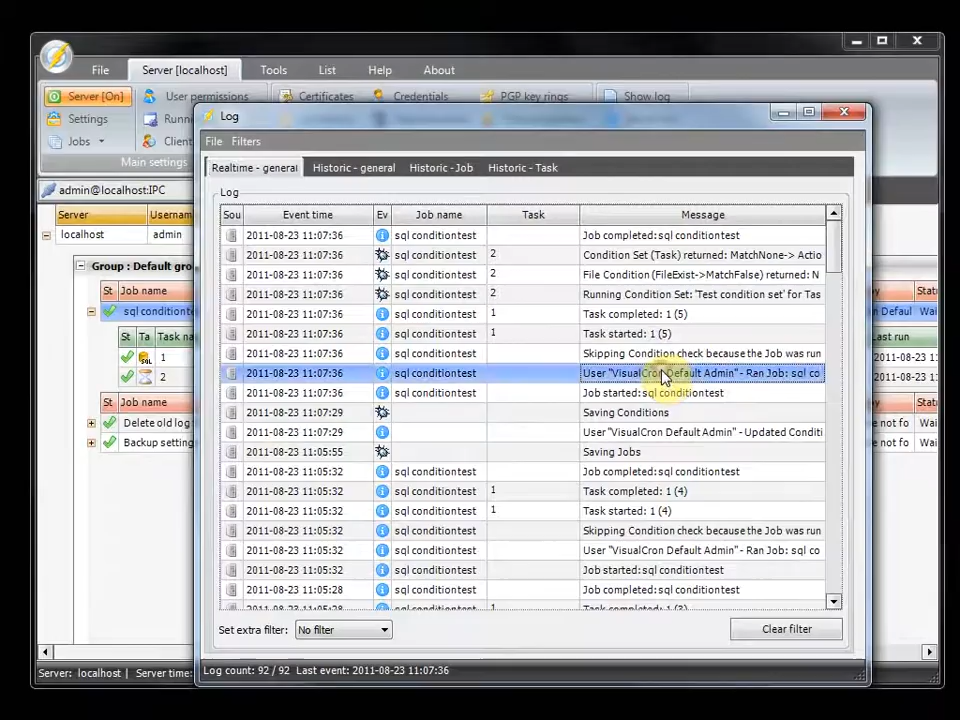 File Server [localhost] Tools List Help About
Server [On] User permissions Certificates Credentials PGP key rings Show log
Settings
Jobs Client
Main settings
admin@localhost:IPC
Server
localhost admin
Group : Default gro
St Job name
sql conditionte
St Ta Task na
1
2
St Job name
Delete old log
Backup setting
Log
File Filters
Realtime - general Historic - general Historic - Job Historic - Task
Log
Sou Event time Ev Job name Task Message
2011-08-23 11:07:36 sql conditiontest Job completed:sql conditiontest
2011-08-23 11:07:36 sql conditiontest 2 Condition Set (Task) returned: MatchNone-> Actio
2011-08-23 11:07:36 sql conditiontest 2 File Condition (FileExist->MatchFalse) returned: N
2011-08-23 11:07:36 sql conditiontest 2 Running Condition Set: 'Test condition set' for Tas
2011-08-23 11:07:36 sql conditiontest 1 Task completed: 1 (5)
2011-08-23 11:07:36 sql conditiontest 1 Task started: 1 (5)
2011-08-23 11:07:36 sql conditiontest Skipping Condition check because the Job was run
2011-08-23 11:07:36 sql conditiontest User "VisualCron Default Admin" - Ran Job: sql co
2011-08-23 11:07:36 sql conditiontest Job started:sql conditiontest
2011-08-23 11:07:29 Saving Conditions
2011-08-23 11:07:29 User "VisualCron Default Admin" - Updated Conditi
2011-08-23 11:05:55 Saving Jobs
2011-08-23 11:05:32 sql conditiontest Job completed:sql conditiontest
2011-08-23 11:05:32 sql conditiontest 1 Task completed: 1 (4)
2011-08-23 11:05:32 sql conditiontest 1 Task started: 1 (4)
2011-08-23 11:05:32 sql conditiontest Skipping Condition check because the Job was run
2011-08-23 11:05:32 sql conditiontest User "VisualCron Default Admin" - Ran Job: sql co
2011-08-23 11:05:32 sql conditiontest Job started:sql conditiontest
2011-08-23 11:05:28 sql conditiontest Job completed:sql conditiontest
2011-08-23 11:05:28 sql conditiontest 1 Task completed: 1 (3)
Set extra filter: No filter Clear filter
Log count: 92 / 92 Last event: 2011-08-23 11:07:36
Last run
Server: localhost Server time: